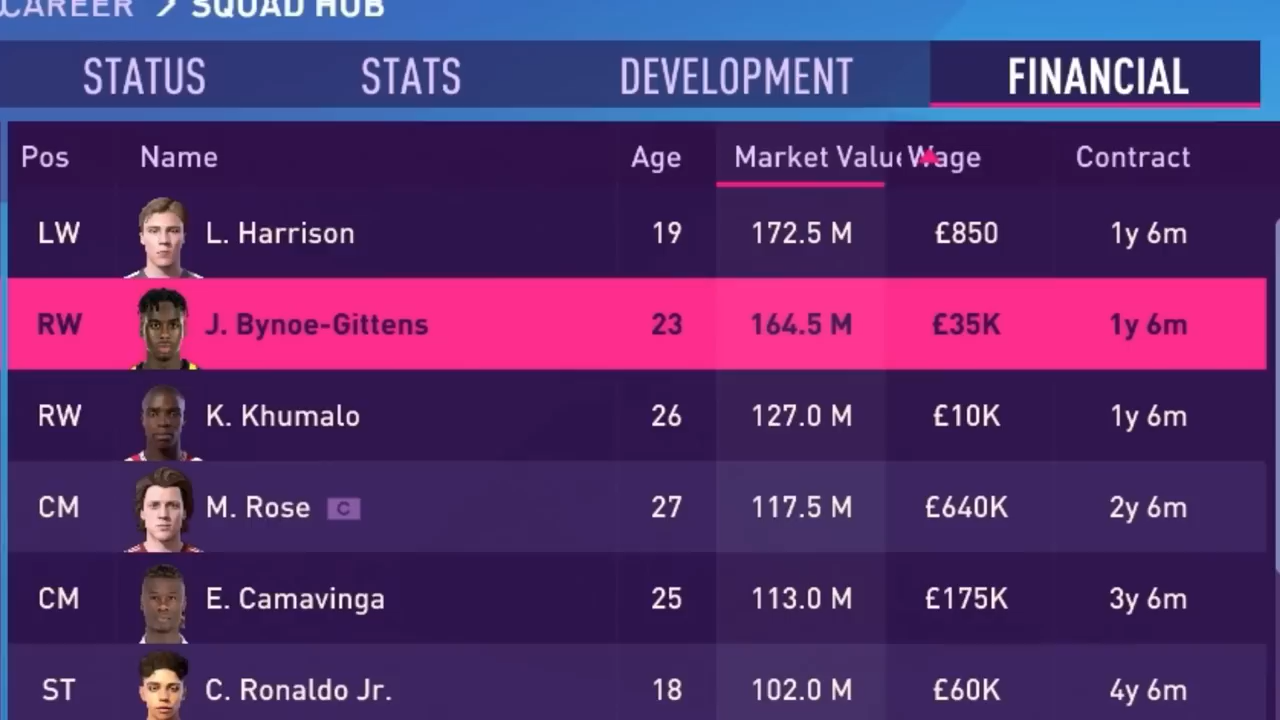 CAREER > SQUAD HUB
STATUS STATS DEVELOPMENT FINANCIAL
Pos Name Age Market Value Wage Contract
LW L. Harrison 19 172.5 M £850 1y 6m
RW J. Bynoe-Gittens 23 164.5 M £35K 1y 6m
RW K. Khumalo 26 127.0 M £10K 1y 6m
CM M. Rose C 27 117.5 M £640K 2y 6m
CM E. Camavinga 25 113.0 M £175K 3y 6m
ST C. Ronaldo Jr. 18 102.0 M £60K 4y 6m